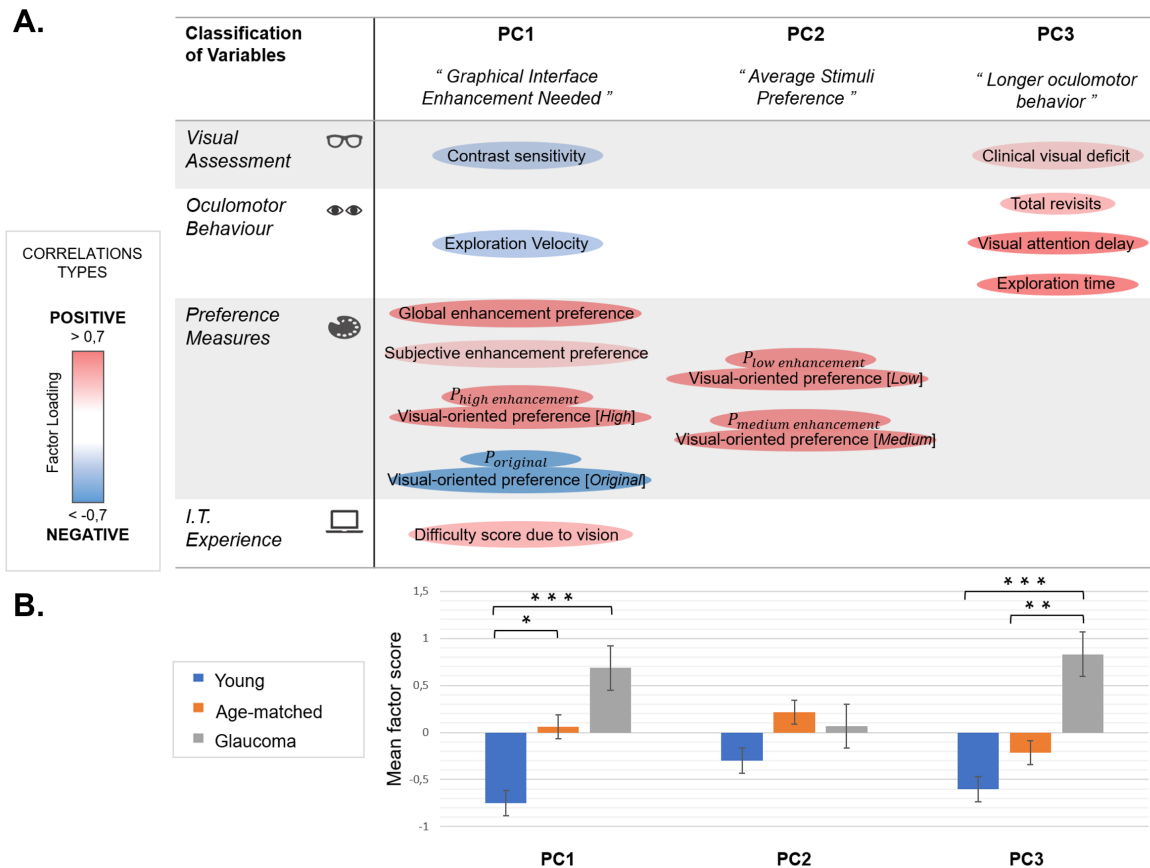 A.
Classification
of Variables
PC1
“ Graphical Interface
Enhancement Needed ”
PC2
“ Average Stimuli
Preference ”
PC3
“ Longer oculomotor
behavior ”
Visual
Assessment
Contrast sensitivity
Clinical visual deficit
Oculomotor
Behaviour
Exploration Velocity
Total revisits
Visual attention delay
Exploration time
CORRELATIONS
TYPES
POSITIVE
> 0,7
Factor Loading
< -0,7
NEGATIVE
Preference
Measures
Global enhancement preference
Subjective enhancement preference
P high enhancement
Visual-oriented preference [High]
P original
Visual-oriented preference [Original]
P low enhancement
Visual-oriented preference [Low]
P medium enhancement
Visual-oriented preference [Medium]
I.T.
Experience
Difficulty score due to vision
B.
Young
Age-matched
Glaucoma
Mean factor score
1,5
1
0,5
0
-0,5
-1
* * *
*
* * *
* *
PC1
PC2
PC3